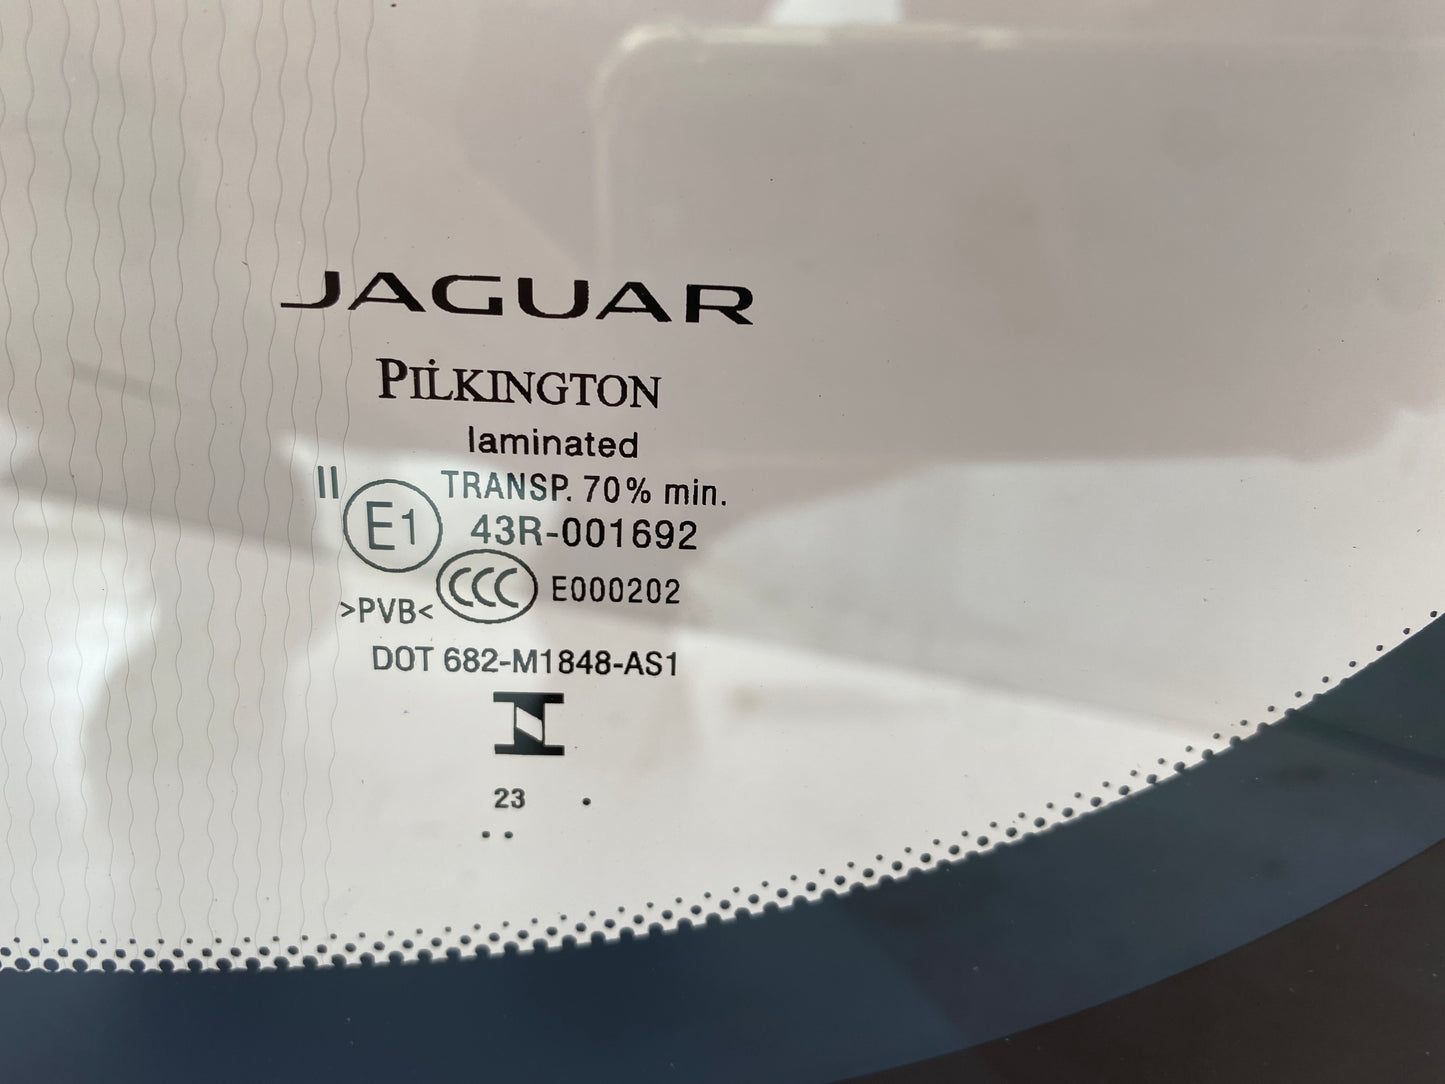 JAGUAR
PILKINGTON
laminated
II TRANSP. 70% min.
E1 43R-001692
CCC E000202
>PVB<
DOT 682-M1848-AS1
23